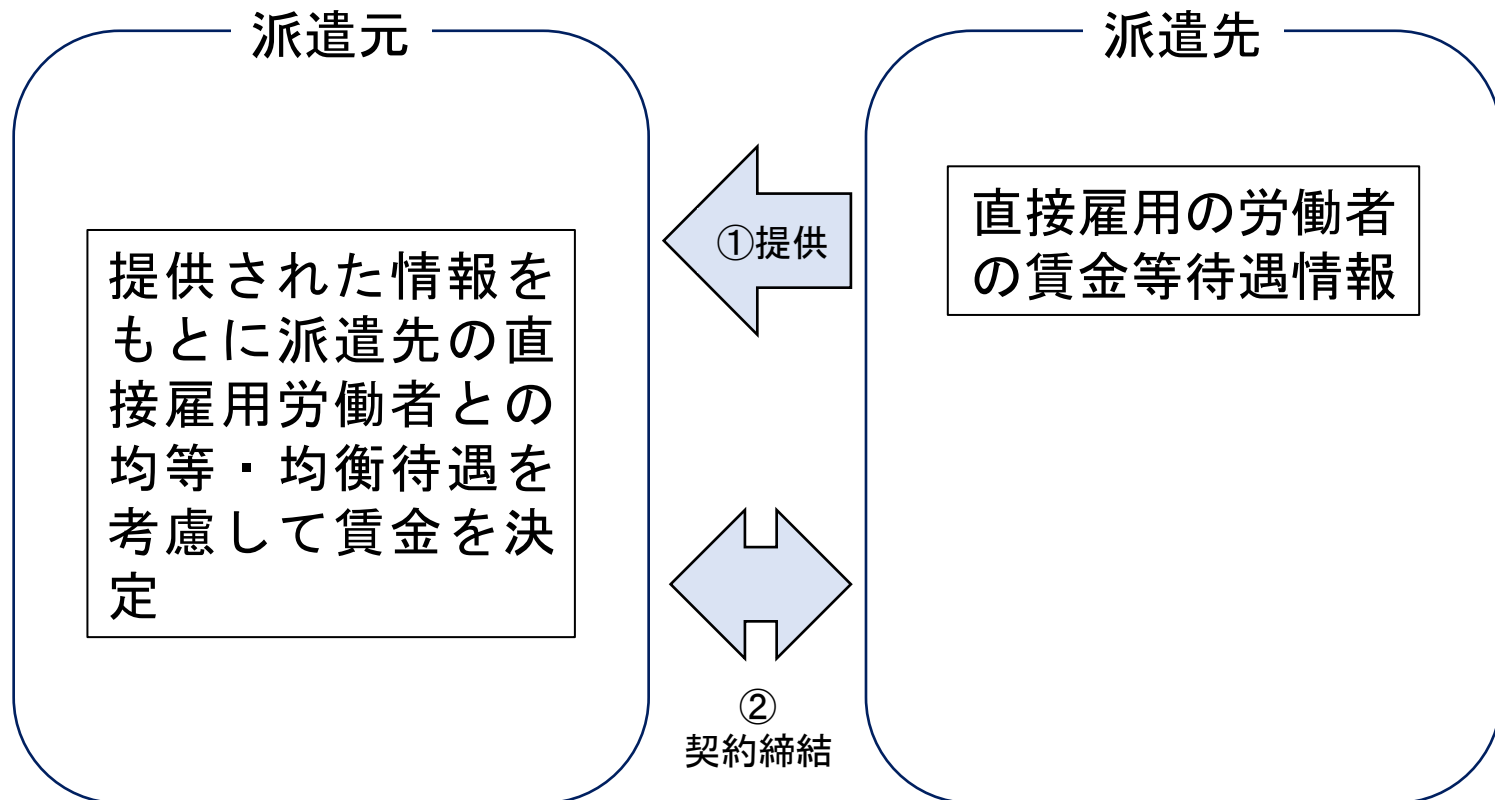 派遣元
派遣先
①提供
直接雇用の労働者
の賃金等待遇情報
提供された情報を
もとに派遣先の直
接雇用労働者との
均等・均衡待遇を
考慮して賃金を決
定
②
契約締結